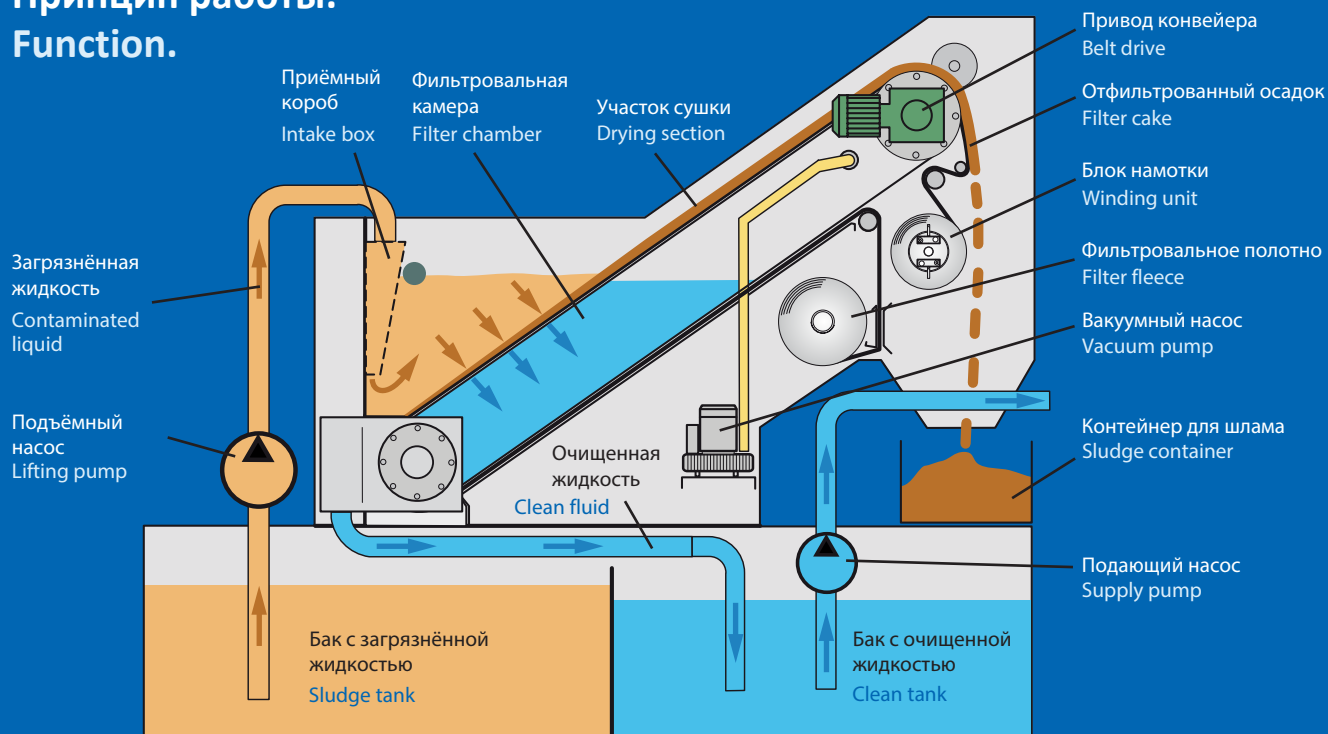 Принцип работы.
Function.
Приёмный
короб
Intake box
Фильтровальная
камера
Filter chamber
Участок сушки
Drying section
Привод конвейера
Belt drive
Отфильтрованный осадок
Filter cake
Блок намотки
Winding unit
Фильтровальное полотно
Filter fleece
Вакуумный насос
Vacuum pump
Контейнер для шлама
Sludge container
Подающий насос
Supply pump
Загрязнённая
жидкость
Contaminated
liquid
Подъёмный
насос
Lifting pump
Очищенная
жидкость
Clean fluid
Бак с загрязнённой
жидкостью
Sludge tank
Бак с очищенной
жидкостью
Clean tank